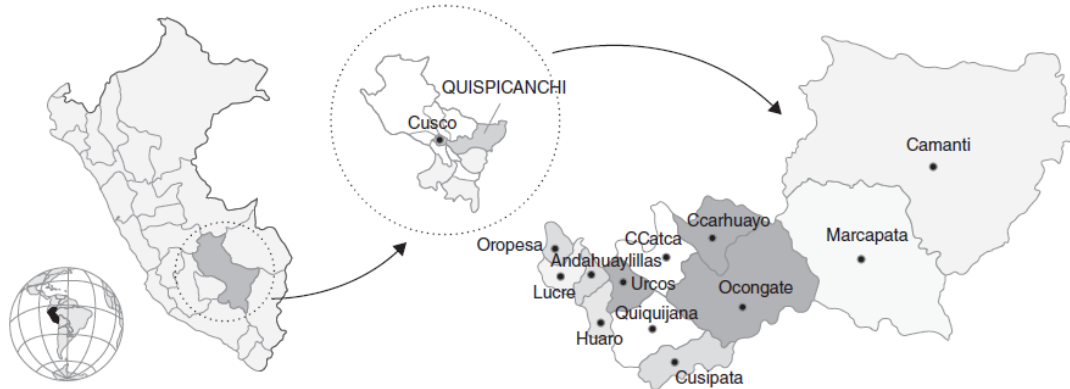 QUISPICANCHI
Cusco
Camanti
Ccarhuayo
Marcapata
CCatca
Oropesa
Andahuaylillas
Urcos
Lucre
Ocongate
Quiquijana
Huaro
Cusipata